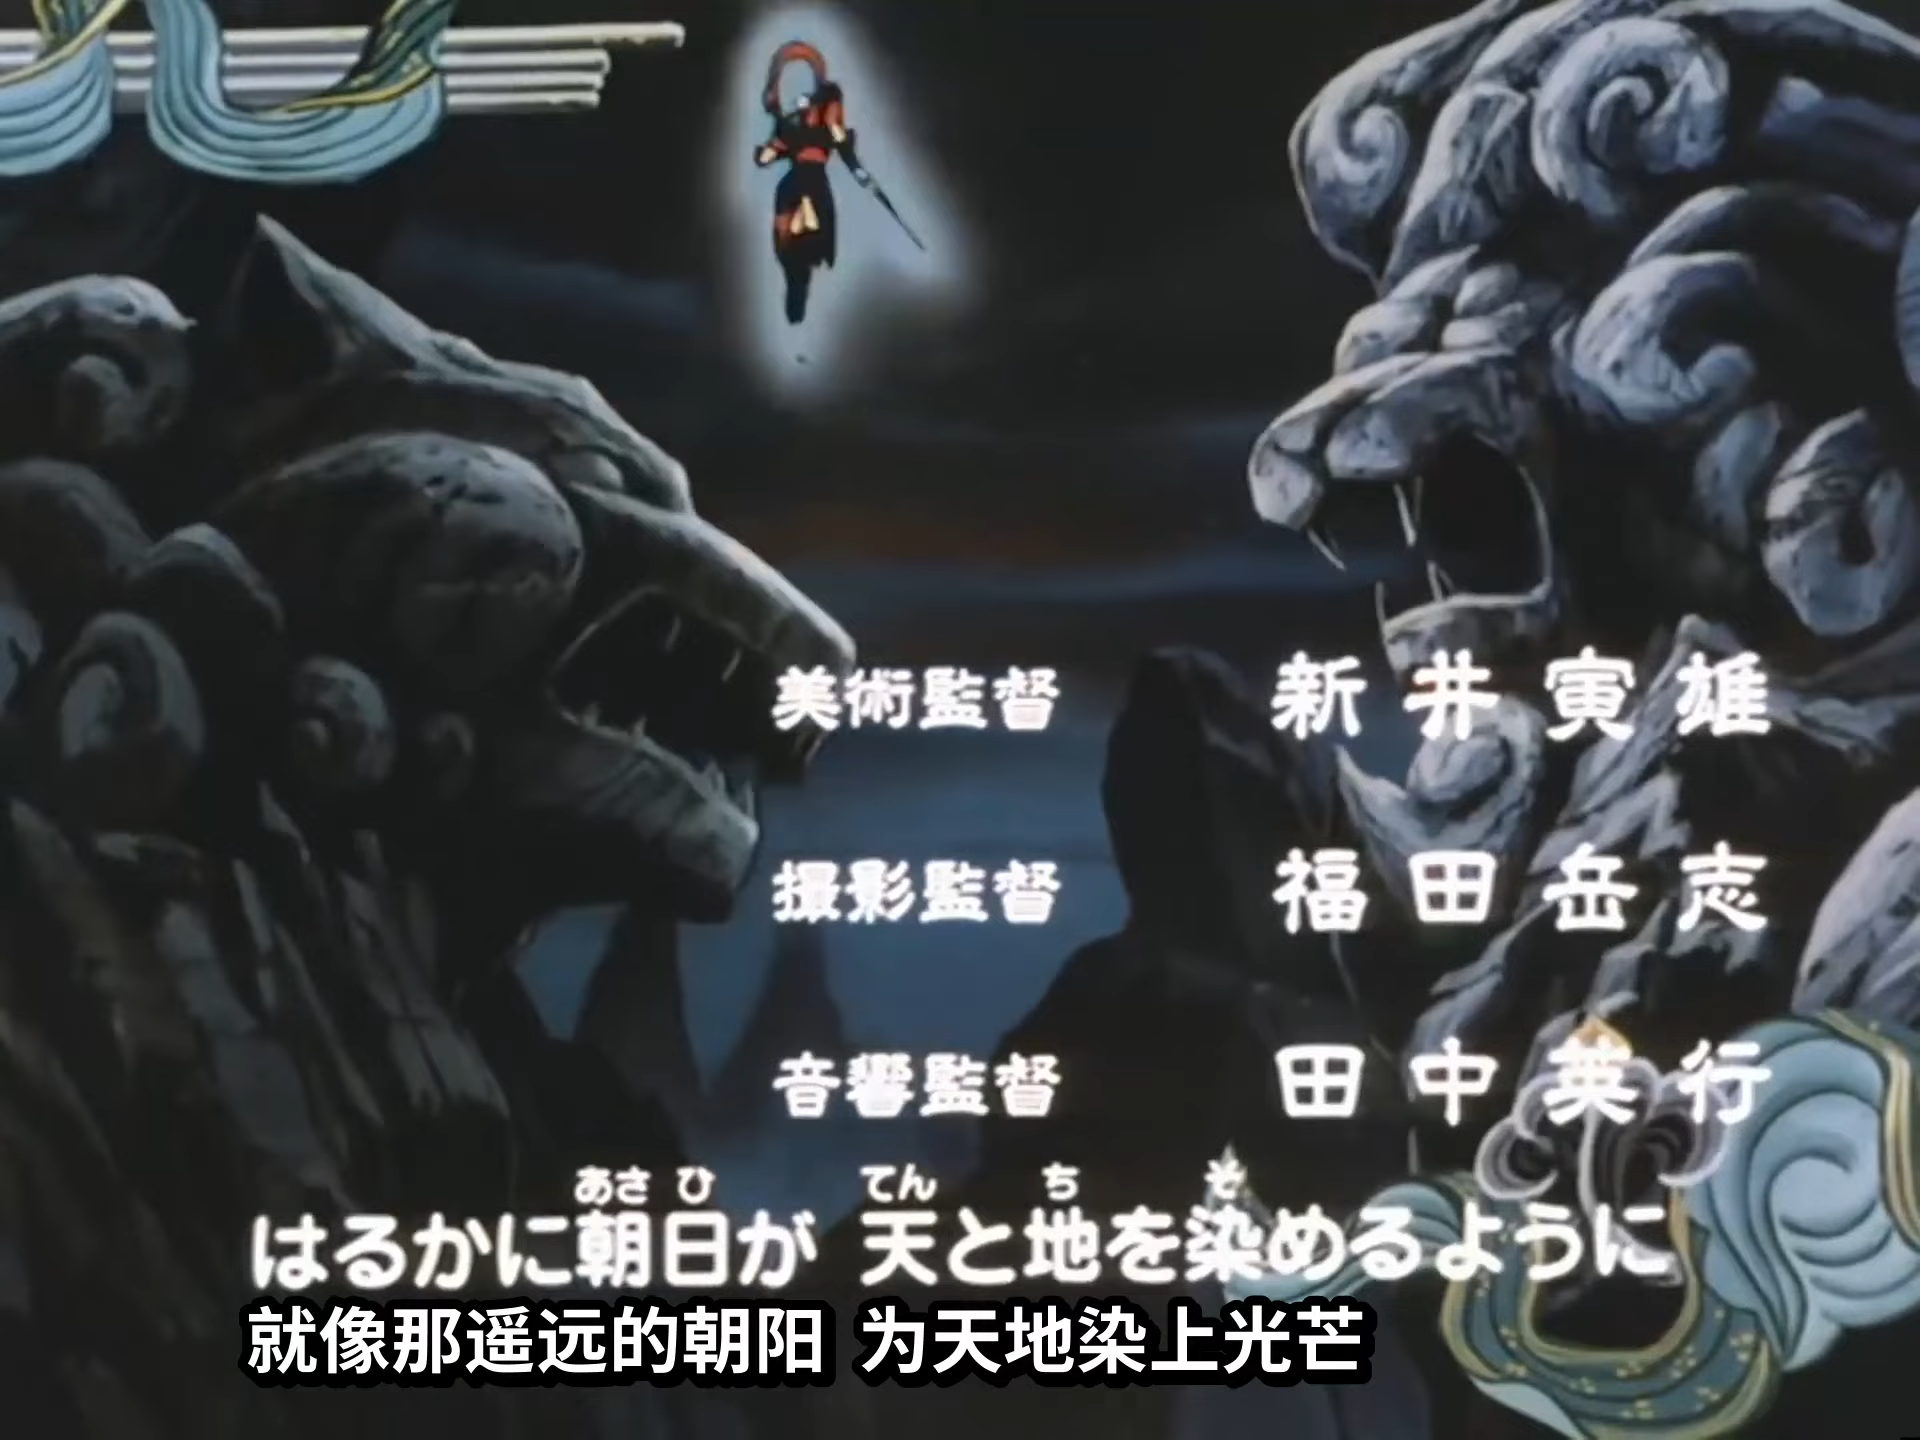 美術監督 新井寅雄
撮影監督 福田岳志
音響監督 田中英行
あさひ てん ち そ
はるかに朝日が 天と地を染めるように
就像那遥远的朝阳 为天地染上光芒